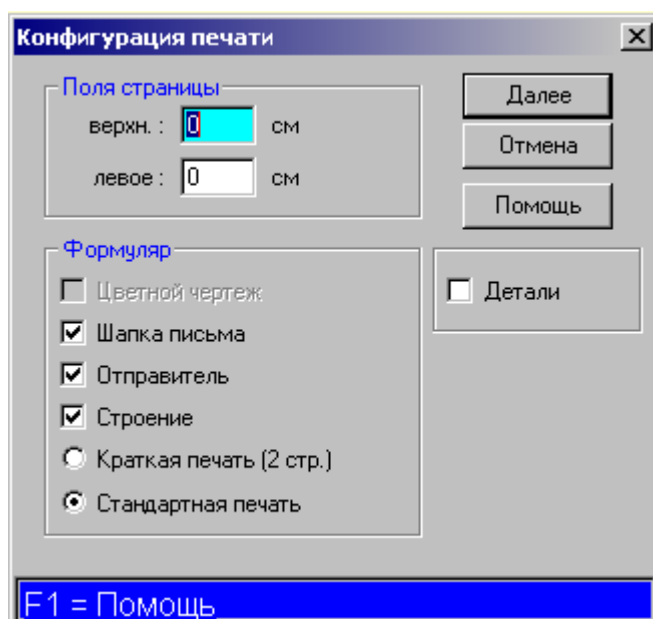 Конфигурация печати
Поля страницы
верхн. : 0 см
левое : 0 см
Далее
Отмена
Помощь
Формуляр
Цветной чертеж
Шапка письма
Отправитель
Строение
Краткая печать (2 стр.)
Стандартная печать
Детали
F1 = Помощь